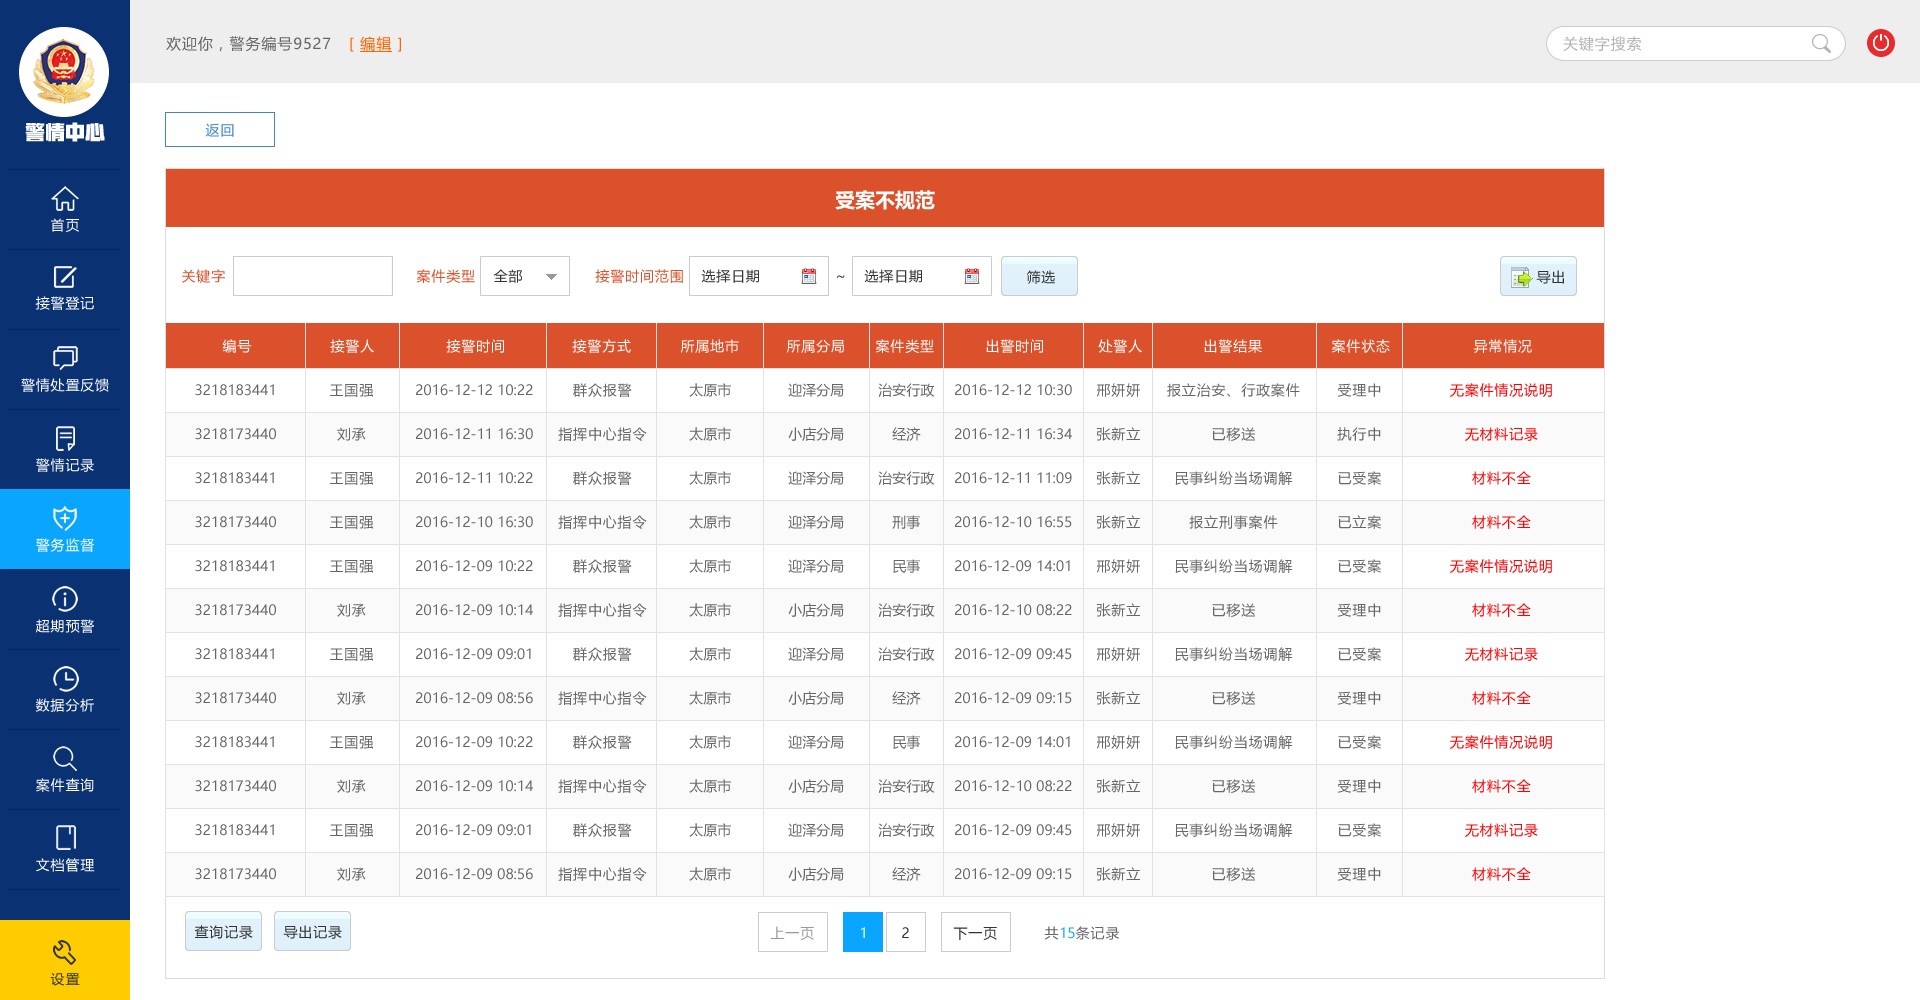 欢迎你，警务编号9527 [ 编辑 ]
关键字搜索
警情中心
首页
接警登记
警情处置反馈
警情记录
警务监督
超期预警
数据分析
案件查询
文档管理
设置
返回
受案不规范
关键字 案件类型 全部 接警时间范围 选择日期 ~ 选择日期 筛选 导出
编号 接警人 接警时间 接警方式 所属地市 所属分局 案件类型 出警时间 处警人 出警结果 案件状态 异常情况
3218183441 王国强 2016-12-12 10:22 群众报警 太原市 迎泽分局 治安行政 2016-12-12 10:30 邢妍妍 报立治安、行政案件 受理中 无案件情况说明
3218173440 刘承 2016-12-11 16:30 指挥中心指令 太原市 小店分局 经济 2016-12-11 16:34 张新立 已移送 执行中 无材料记录
3218183441 王国强 2016-12-11 10:22 群众报警 太原市 迎泽分局 治安行政 2016-12-11 11:09 张新立 民事纠纷当场调解 已受案 材料不全
3218173440 王国强 2016-12-10 16:30 指挥中心指令 太原市 迎泽分局 刑事 2016-12-10 16:55 张新立 报立刑事案件 已立案 材料不全
3218183441 王国强 2016-12-09 10:22 群众报警 太原市 迎泽分局 民事 2016-12-09 14:01 邢妍妍 民事纠纷当场调解 已受案 无案件情况说明
3218173440 刘承 2016-12-09 10:14 指挥中心指令 太原市 小店分局 治安行政 2016-12-10 08:22 张新立 已移送 受理中 材料不全
3218183441 王国强 2016-12-09 09:01 群众报警 太原市 迎泽分局 治安行政 2016-12-09 09:45 邢妍妍 民事纠纷当场调解 已受案 无材料记录
3218173440 刘承 2016-12-09 08:56 指挥中心指令 太原市 小店分局 经济 2016-12-09 09:15 张新立 已移送 受理中 材料不全
3218183441 王国强 2016-12-09 10:22 群众报警 太原市 迎泽分局 民事 2016-12-09 14:01 邢妍妍 民事纠纷当场调解 已受案 无案件情况说明
3218173440 刘承 2016-12-09 10:14 指挥中心指令 太原市 小店分局 治安行政 2016-12-10 08:22 张新立 已移送 受理中 材料不全
3218183441 王国强 2016-12-09 09:01 群众报警 太原市 迎泽分局 治安行政 2016-12-09 09:45 邢妍妍 民事纠纷当场调解 已受案 无材料记录
3218173440 刘承 2016-12-09 08:56 指挥中心指令 太原市 小店分局 经济 2016-12-09 09:15 张新立 已移送 受理中 材料不全
查询记录 导出记录 上一页 1 2 下一页 共15条记录